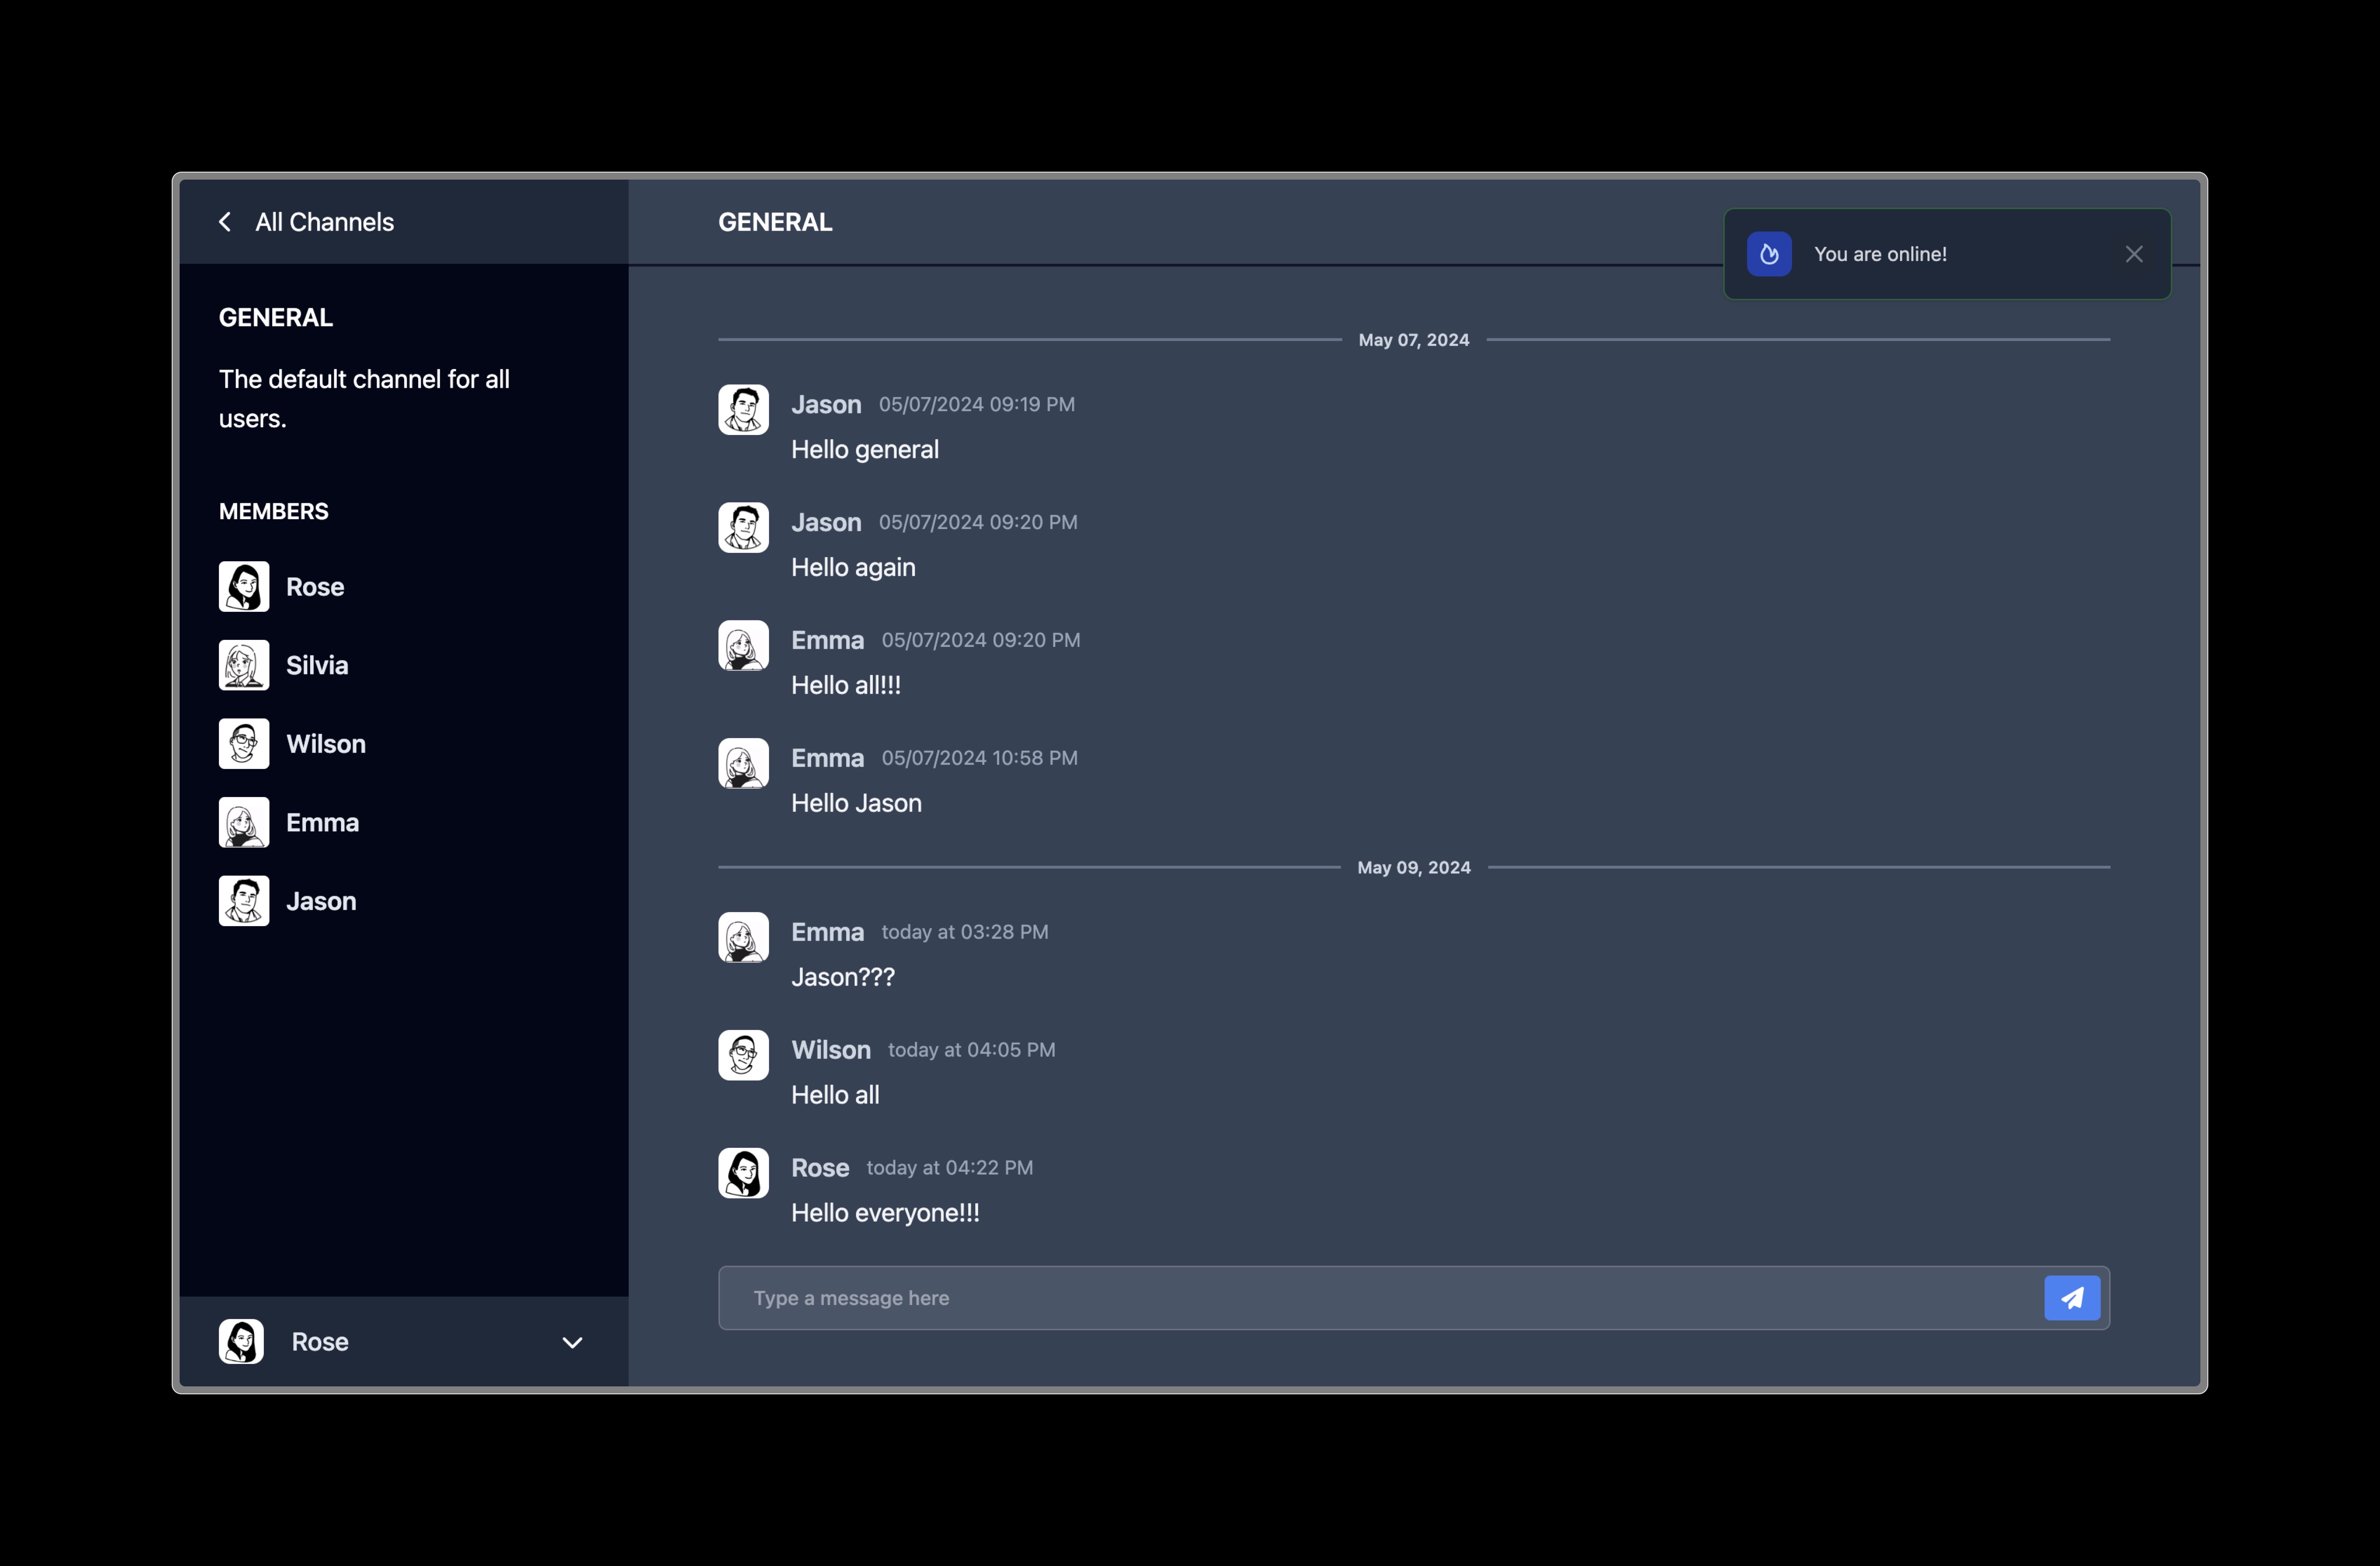 All Channels
GENERAL
The default channel for all
users.
MEMBERS
Rose
Silvia
Wilson
Emma
Jason
Rose
GENERAL
You are online!
May 07, 2024
Jason 05/07/2024 09:19 PM
Hello general
Jason 05/07/2024 09:20 PM
Hello again
Emma 05/07/2024 09:20 PM
Hello all!!!
Emma 05/07/2024 10:58 PM
Hello Jason
May 09, 2024
Emma today at 03:28 PM
Jason???
Wilson today at 04:05 PM
Hello all
Rose today at 04:22 PM
Hello everyone!!!
Type a message here